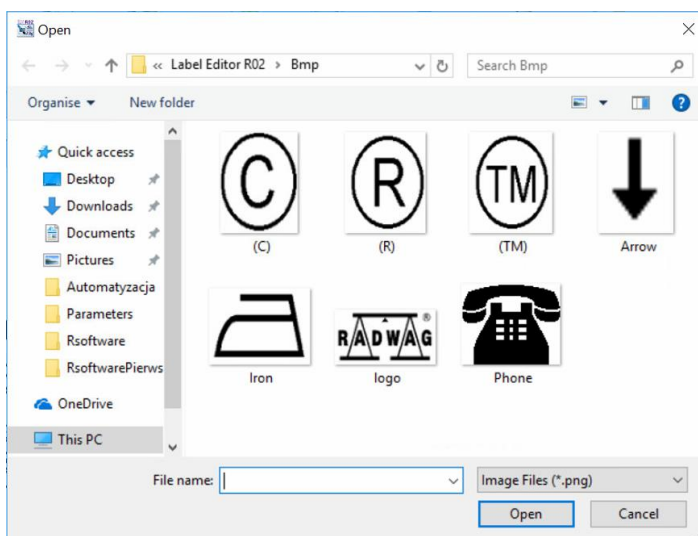 Open
« Label Editor R02 > Bmp
Search Bmp
Organise
New folder
Quick access
Desktop
Downloads
Documents
Pictures
Automatyzacja
Parameters
Rsoftware
RsoftwarePierws
OneDrive
This PC
C
(C)
R
(R)
TM
(TM)
Arrow
Iron
RADWAG®
logo
Phone
File name:
Image Files (*.png)
Open
Cancel